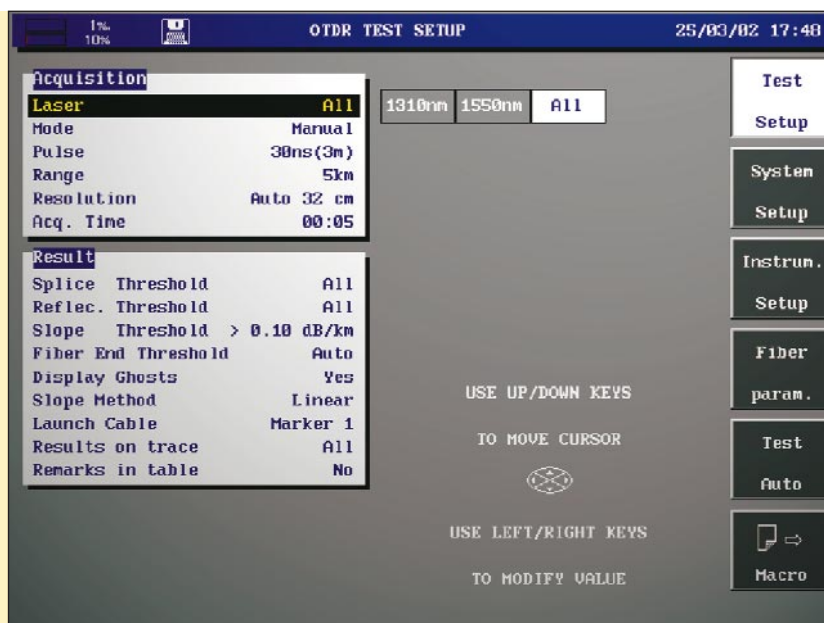 1‰
10%
OTDR TEST SETUP
25/03/02 17:48
Acquisition
Laser All
Mode Manual
Pulse 30ns(3m)
Range 5km
Resolution Auto 32 cm
Acq. Time 00:05
1310nm 1550nm All
Result
Splice Threshold All
Reflec. Threshold All
Slope Threshold > 0.10 dB/km
Fiber End Threshold Auto
Display Ghosts Yes
Slope Method Linear
Launch Cable Marker 1
Results on trace All
Remarks in table No
USE UP/DOWN KEYS
TO MOVE CURSOR
USE LEFT/RIGHT KEYS
TO MODIFY VALUE
Test
Setup
System
Setup
Instrum.
Setup
Fiber
param.
Test
Auto
Macro